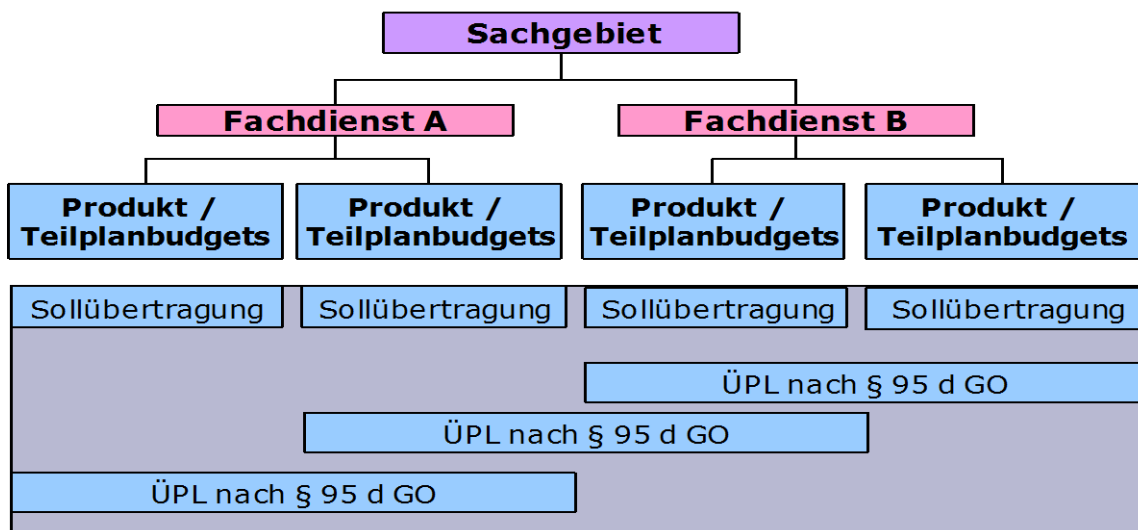 Sachgebiet
Fachdienst A
Fachdienst B
Produkt /
Teilplanbudgets
Produkt /
Teilplanbudgets
Produkt /
Teilplanbudgets
Produkt /
Teilplanbudgets
Sollübertragung
Sollübertragung
Sollübertragung
Sollübertragung
ÜPL nach § 95 d GO
ÜPL nach § 95 d GO
ÜPL nach § 95 d GO